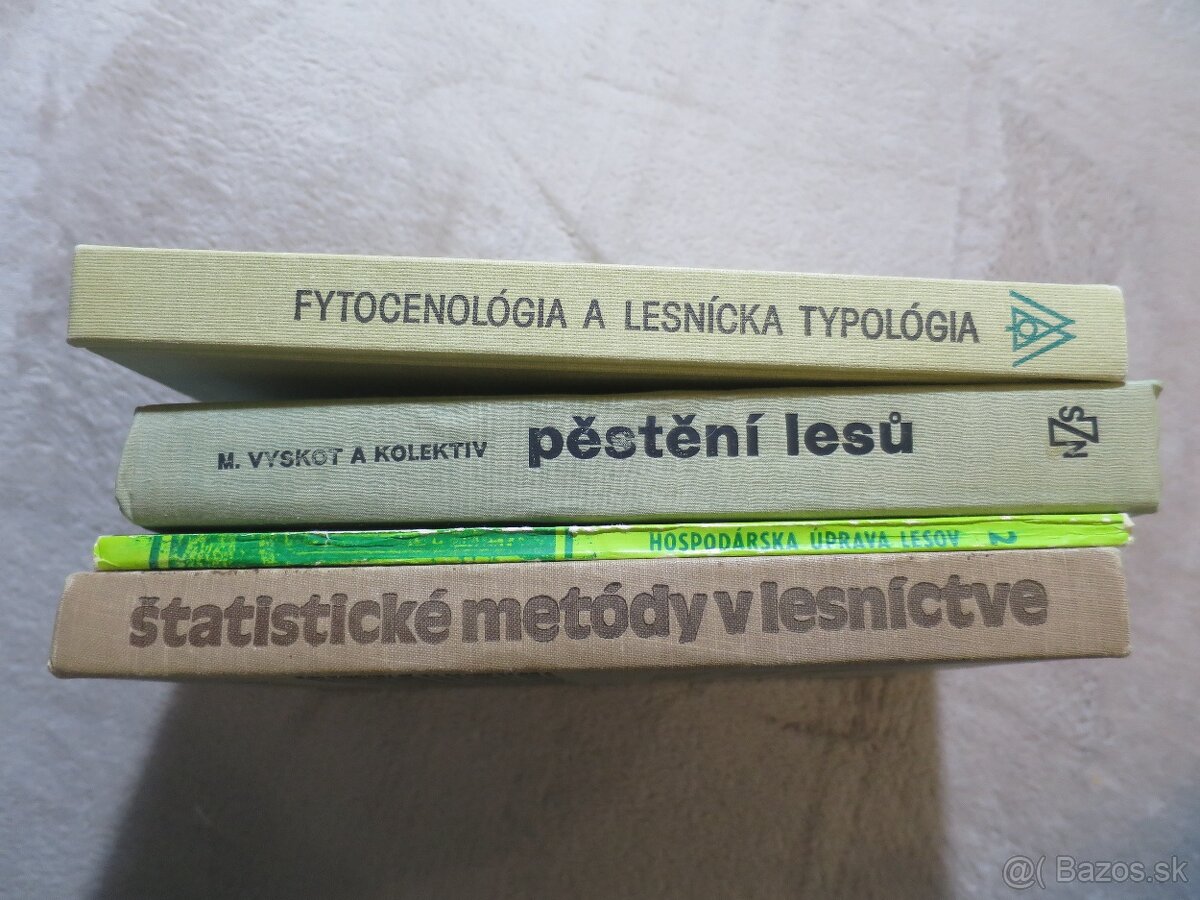 FYTOCENOLÓGIA A LESNÍCKA TYPOLÓGIA
M. VYSKOT A KOLEKTIV pěstění lesů
HOSPODÁRSKA ÚPRAVA LESOV 2
štatistické metódy v lesníctve
@( Bazos.sk